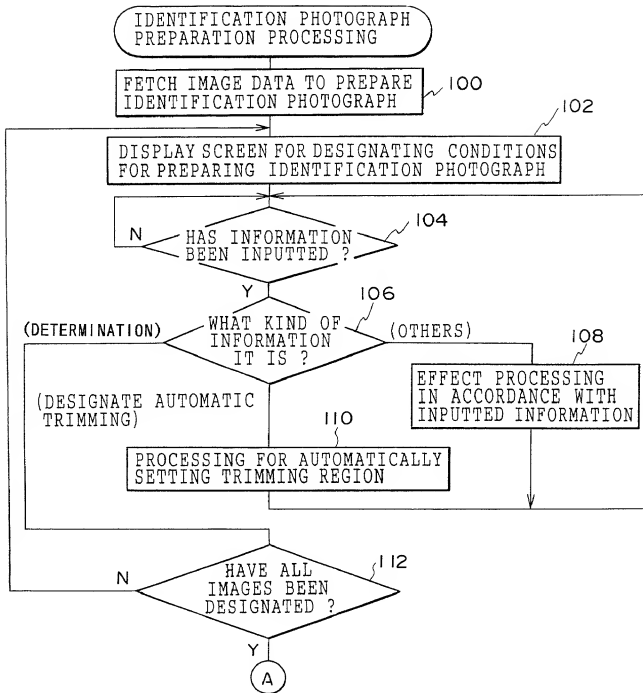 IDENTIFICATION PHOTOGRAPH
PREPARATION PROCESSING
FETCH IMAGE DATA TO PREPARE
IDENTIFICATION PHOTOGRAPH
100
102
DISPLAY SCREEN FOR DESIGNATING CONDITIONS
FOR PREPARING IDENTIFICATION PHOTOGRAPH
104
N
HAS INFORMATION
BEEN INPUTTED ?
Y
106
(DETERMINATION)
WHAT KIND OF
INFORMATION
IT IS ?
(OTHERS)
108
EFFECT PROCESSING
IN ACCORDANCE WITH
INPUTTED INFORMATION
(DESIGNATE AUTOMATIC
TRIMMING)
110
PROCESSING FOR AUTOMATICALLY
SETTING TRIMMING REGION
112
N
HAVE ALL
IMAGES BEEN
DESIGNATED ?
Y
A